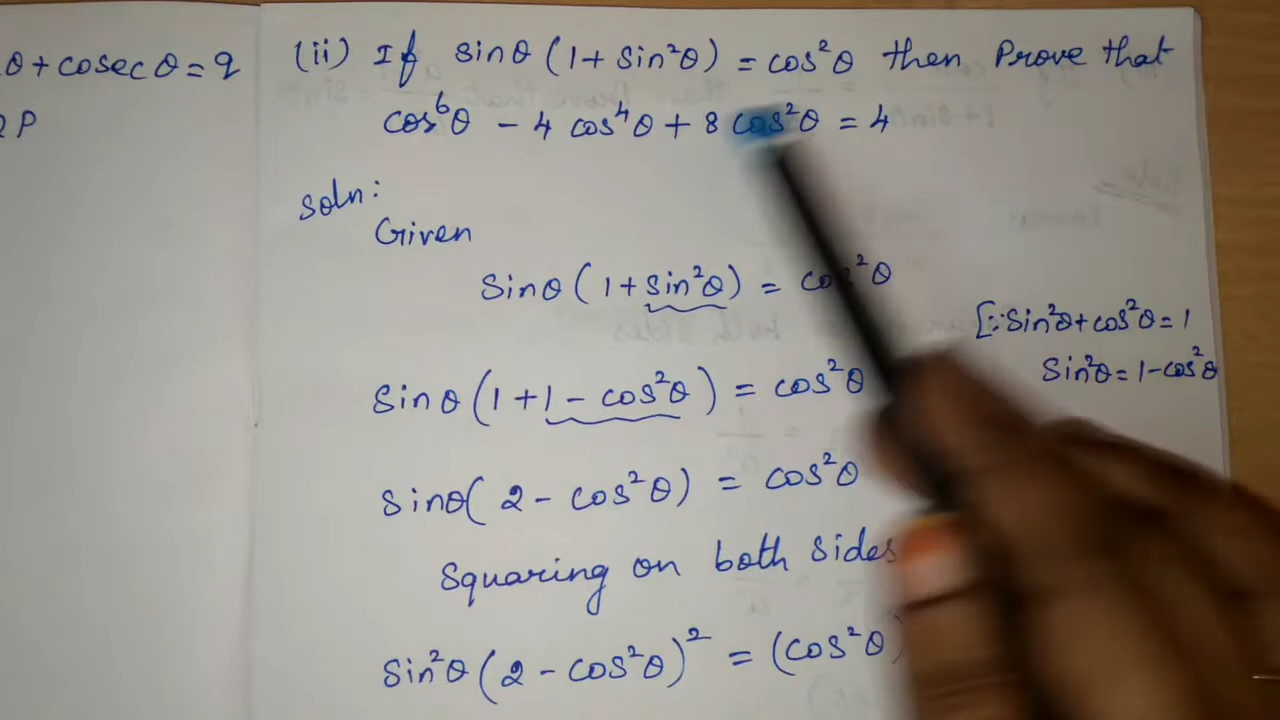 θ + cosec θ = q
2P
(ii) If sinθ (1 + sin²θ) = cos²θ then Prove that
cos⁶θ - 4 cos⁴θ + 8 cos²θ = 4
Soln:
Given
Sinθ (1 + sin²θ) = cos²θ
[∵ Sin²θ + cos²θ = 1
Sin²θ = 1 - cos²θ
Sinθ (1 + 1 - cos²θ) = cos²θ
Sinθ (2 - cos²θ) = cos²θ
Squaring on both sides
Sin²θ (2 - cos²θ)² = (cos²θ)